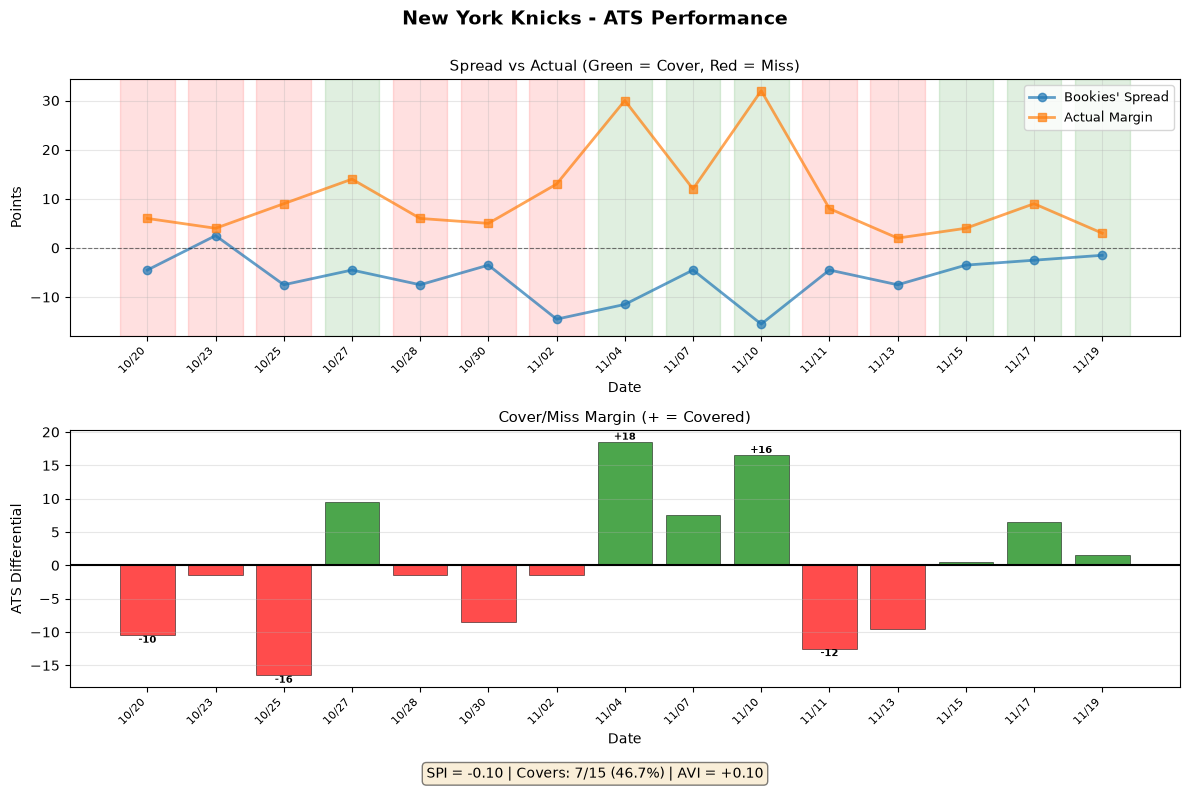 New York Knicks - ATS Performance
Spread vs Actual (Green = Cover, Red = Miss)
Bookies' Spread
Actual Margin
Points
30
20
10
0
−10
10/20 10/23 10/25 10/27 10/28 10/30 11/02 11/04 11/07 11/10 11/11 11/13 11/15 11/17 11/19
Date
Cover/Miss Margin (+ = Covered)
ATS Differential
20
15
10
5
0
−5
−10
−15
-10
-16
+18
+16
-12
10/20 10/23 10/25 10/27 10/28 10/30 11/02 11/04 11/07 11/10 11/11 11/13 11/15 11/17 11/19
Date
SPI = -0.10 | Covers: 7/15 (46.7%) | AVI = +0.10